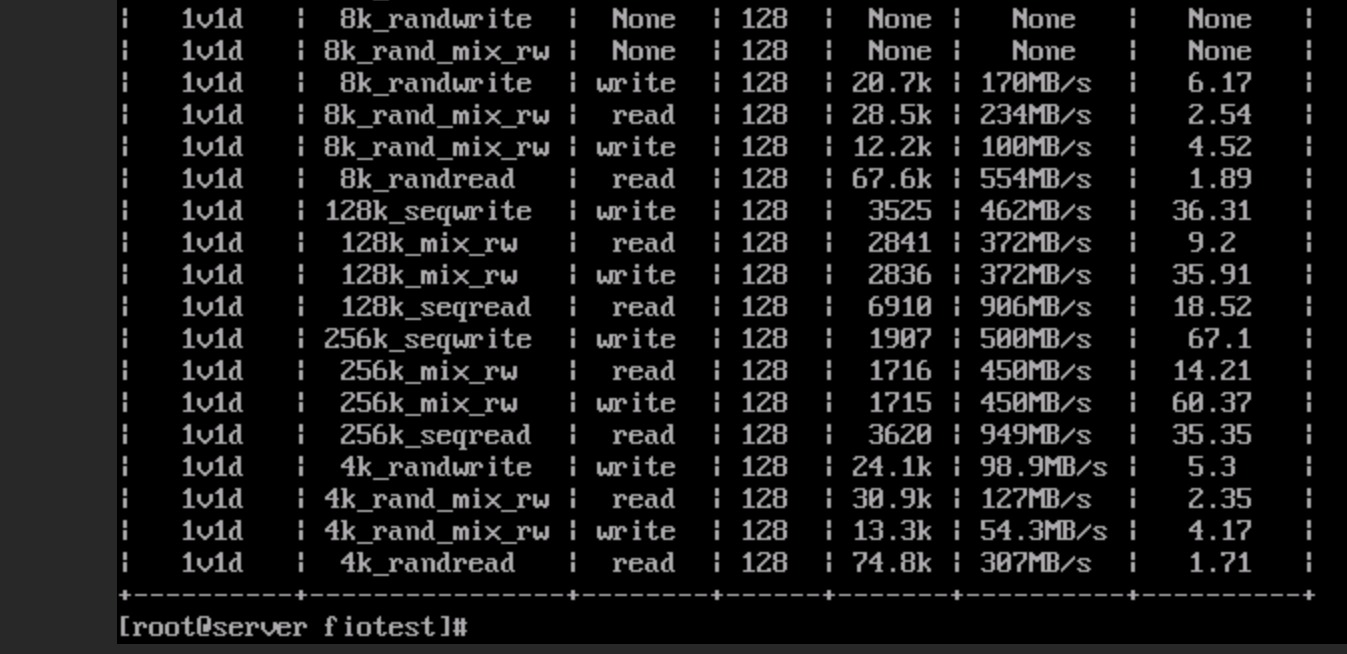 ¦ 1v1d ¦ 8k_randwrite ¦ None ¦ 128 ¦ None ¦ None ¦ None ¦
¦ 1v1d ¦ 8k_rand_mix_rw ¦ None ¦ 128 ¦ None ¦ None ¦ None ¦
¦ 1v1d ¦ 8k_randwrite ¦ write ¦ 128 ¦ 20.7k ¦ 170MB/s ¦ 6.17 ¦
¦ 1v1d ¦ 8k_rand_mix_rw ¦ read ¦ 128 ¦ 28.5k ¦ 234MB/s ¦ 2.54 ¦
¦ 1v1d ¦ 8k_rand_mix_rw ¦ write ¦ 128 ¦ 12.2k ¦ 100MB/s ¦ 4.52 ¦
¦ 1v1d ¦ 8k_randread ¦ read ¦ 128 ¦ 67.6k ¦ 554MB/s ¦ 1.89 ¦
¦ 1v1d ¦ 128k_seqwrite ¦ write ¦ 128 ¦ 3525 ¦ 462MB/s ¦ 36.31 ¦
¦ 1v1d ¦ 128k_mix_rw ¦ read ¦ 128 ¦ 2841 ¦ 372MB/s ¦ 9.2 ¦
¦ 1v1d ¦ 128k_mix_rw ¦ write ¦ 128 ¦ 2836 ¦ 372MB/s ¦ 35.91 ¦
¦ 1v1d ¦ 128k_seqread ¦ read ¦ 128 ¦ 6910 ¦ 906MB/s ¦ 18.52 ¦
¦ 1v1d ¦ 256k_seqwrite ¦ write ¦ 128 ¦ 1907 ¦ 500MB/s ¦ 67.1 ¦
¦ 1v1d ¦ 256k_mix_rw ¦ read ¦ 128 ¦ 1716 ¦ 450MB/s ¦ 14.21 ¦
¦ 1v1d ¦ 256k_mix_rw ¦ write ¦ 128 ¦ 1715 ¦ 450MB/s ¦ 60.37 ¦
¦ 1v1d ¦ 256k_seqread ¦ read ¦ 128 ¦ 3620 ¦ 949MB/s ¦ 35.35 ¦
¦ 1v1d ¦ 4k_randwrite ¦ write ¦ 128 ¦ 24.1k ¦ 98.9MB/s ¦ 5.3 ¦
¦ 1v1d ¦ 4k_rand_mix_rw ¦ read ¦ 128 ¦ 30.9k ¦ 127MB/s ¦ 2.35 ¦
¦ 1v1d ¦ 4k_rand_mix_rw ¦ write ¦ 128 ¦ 13.3k ¦ 54.3MB/s ¦ 4.17 ¦
¦ 1v1d ¦ 4k_randread ¦ read ¦ 128 ¦ 74.8k ¦ 307MB/s ¦ 1.71 ¦
+----------+----------------+--------+------+-------+----------+----------+
[root@server fiotest]#